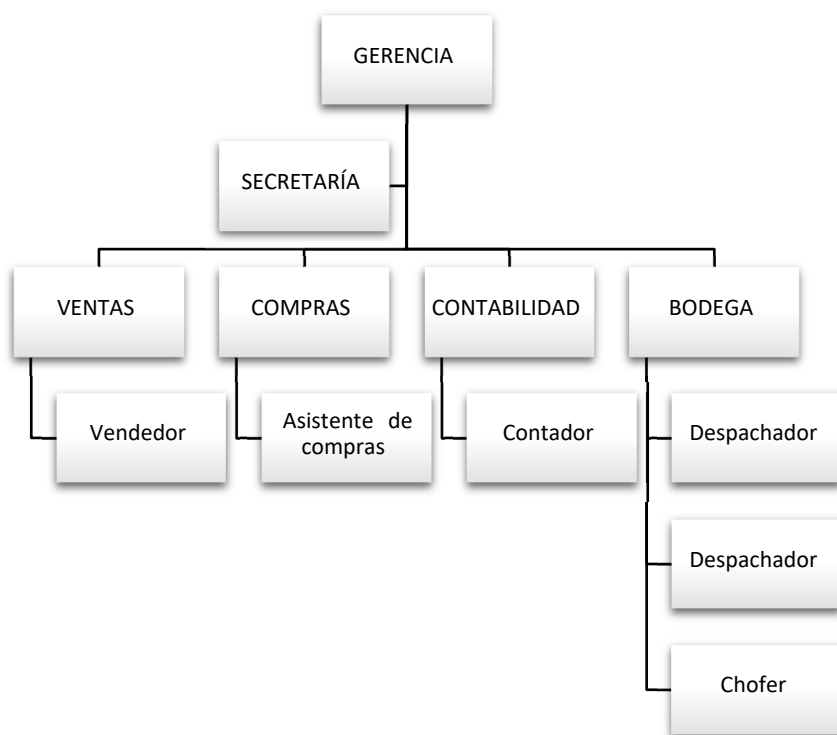 GERENCIA
SECRETARÍA
VENTAS
COMPRAS
CONTABILIDAD
BODEGA
Vendedor
Asistente de
compras
Contador
Despachador
Despachador
Chofer